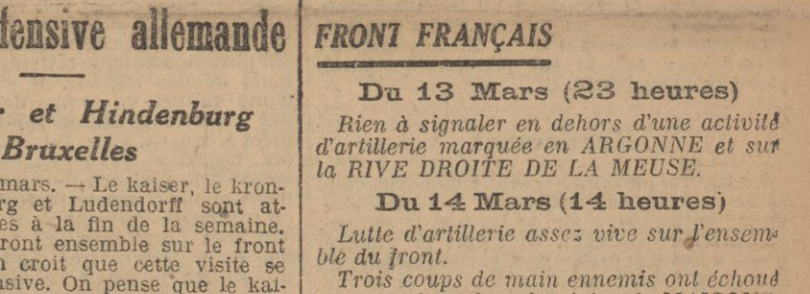 fensive allemande
et Hindenburg
Bruxelles
mars. — Le kaiser, le kron-
rg et Ludendorff sont at-
es à la fin de la semaine.
ront ensemble sur le front
croit que cette visite se
nsive. On pense que le kai-
FRONT FRANÇAIS
Du 13 Mars (23 heures)
Rien à signaler en dehors d'une activité
d'artillerie marquée en ARGONNE et sur
la RIVE DROITE DE LA MEUSE.
Du 14 Mars (14 heures)
Lutte d'artillerie assez vive sur l'ensem-
ble du front.
Trois coups de main ennemis ont échoué